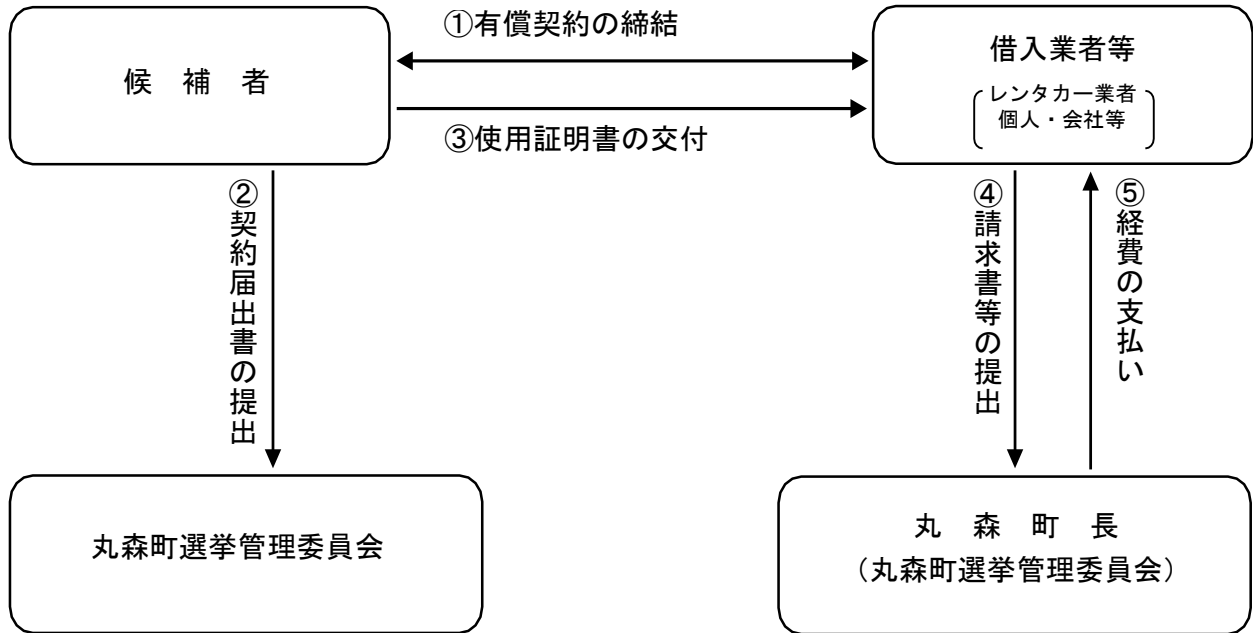 ①有償契約の締結
候　補　者
借入業者等
レンタカー業者
個人・会社等
③使用証明書の交付
②契約届出書の提出
④請求書等の提出
⑤経費の支払い
丸森町選挙管理委員会
丸　森　町　長
（丸森町選挙管理委員会）